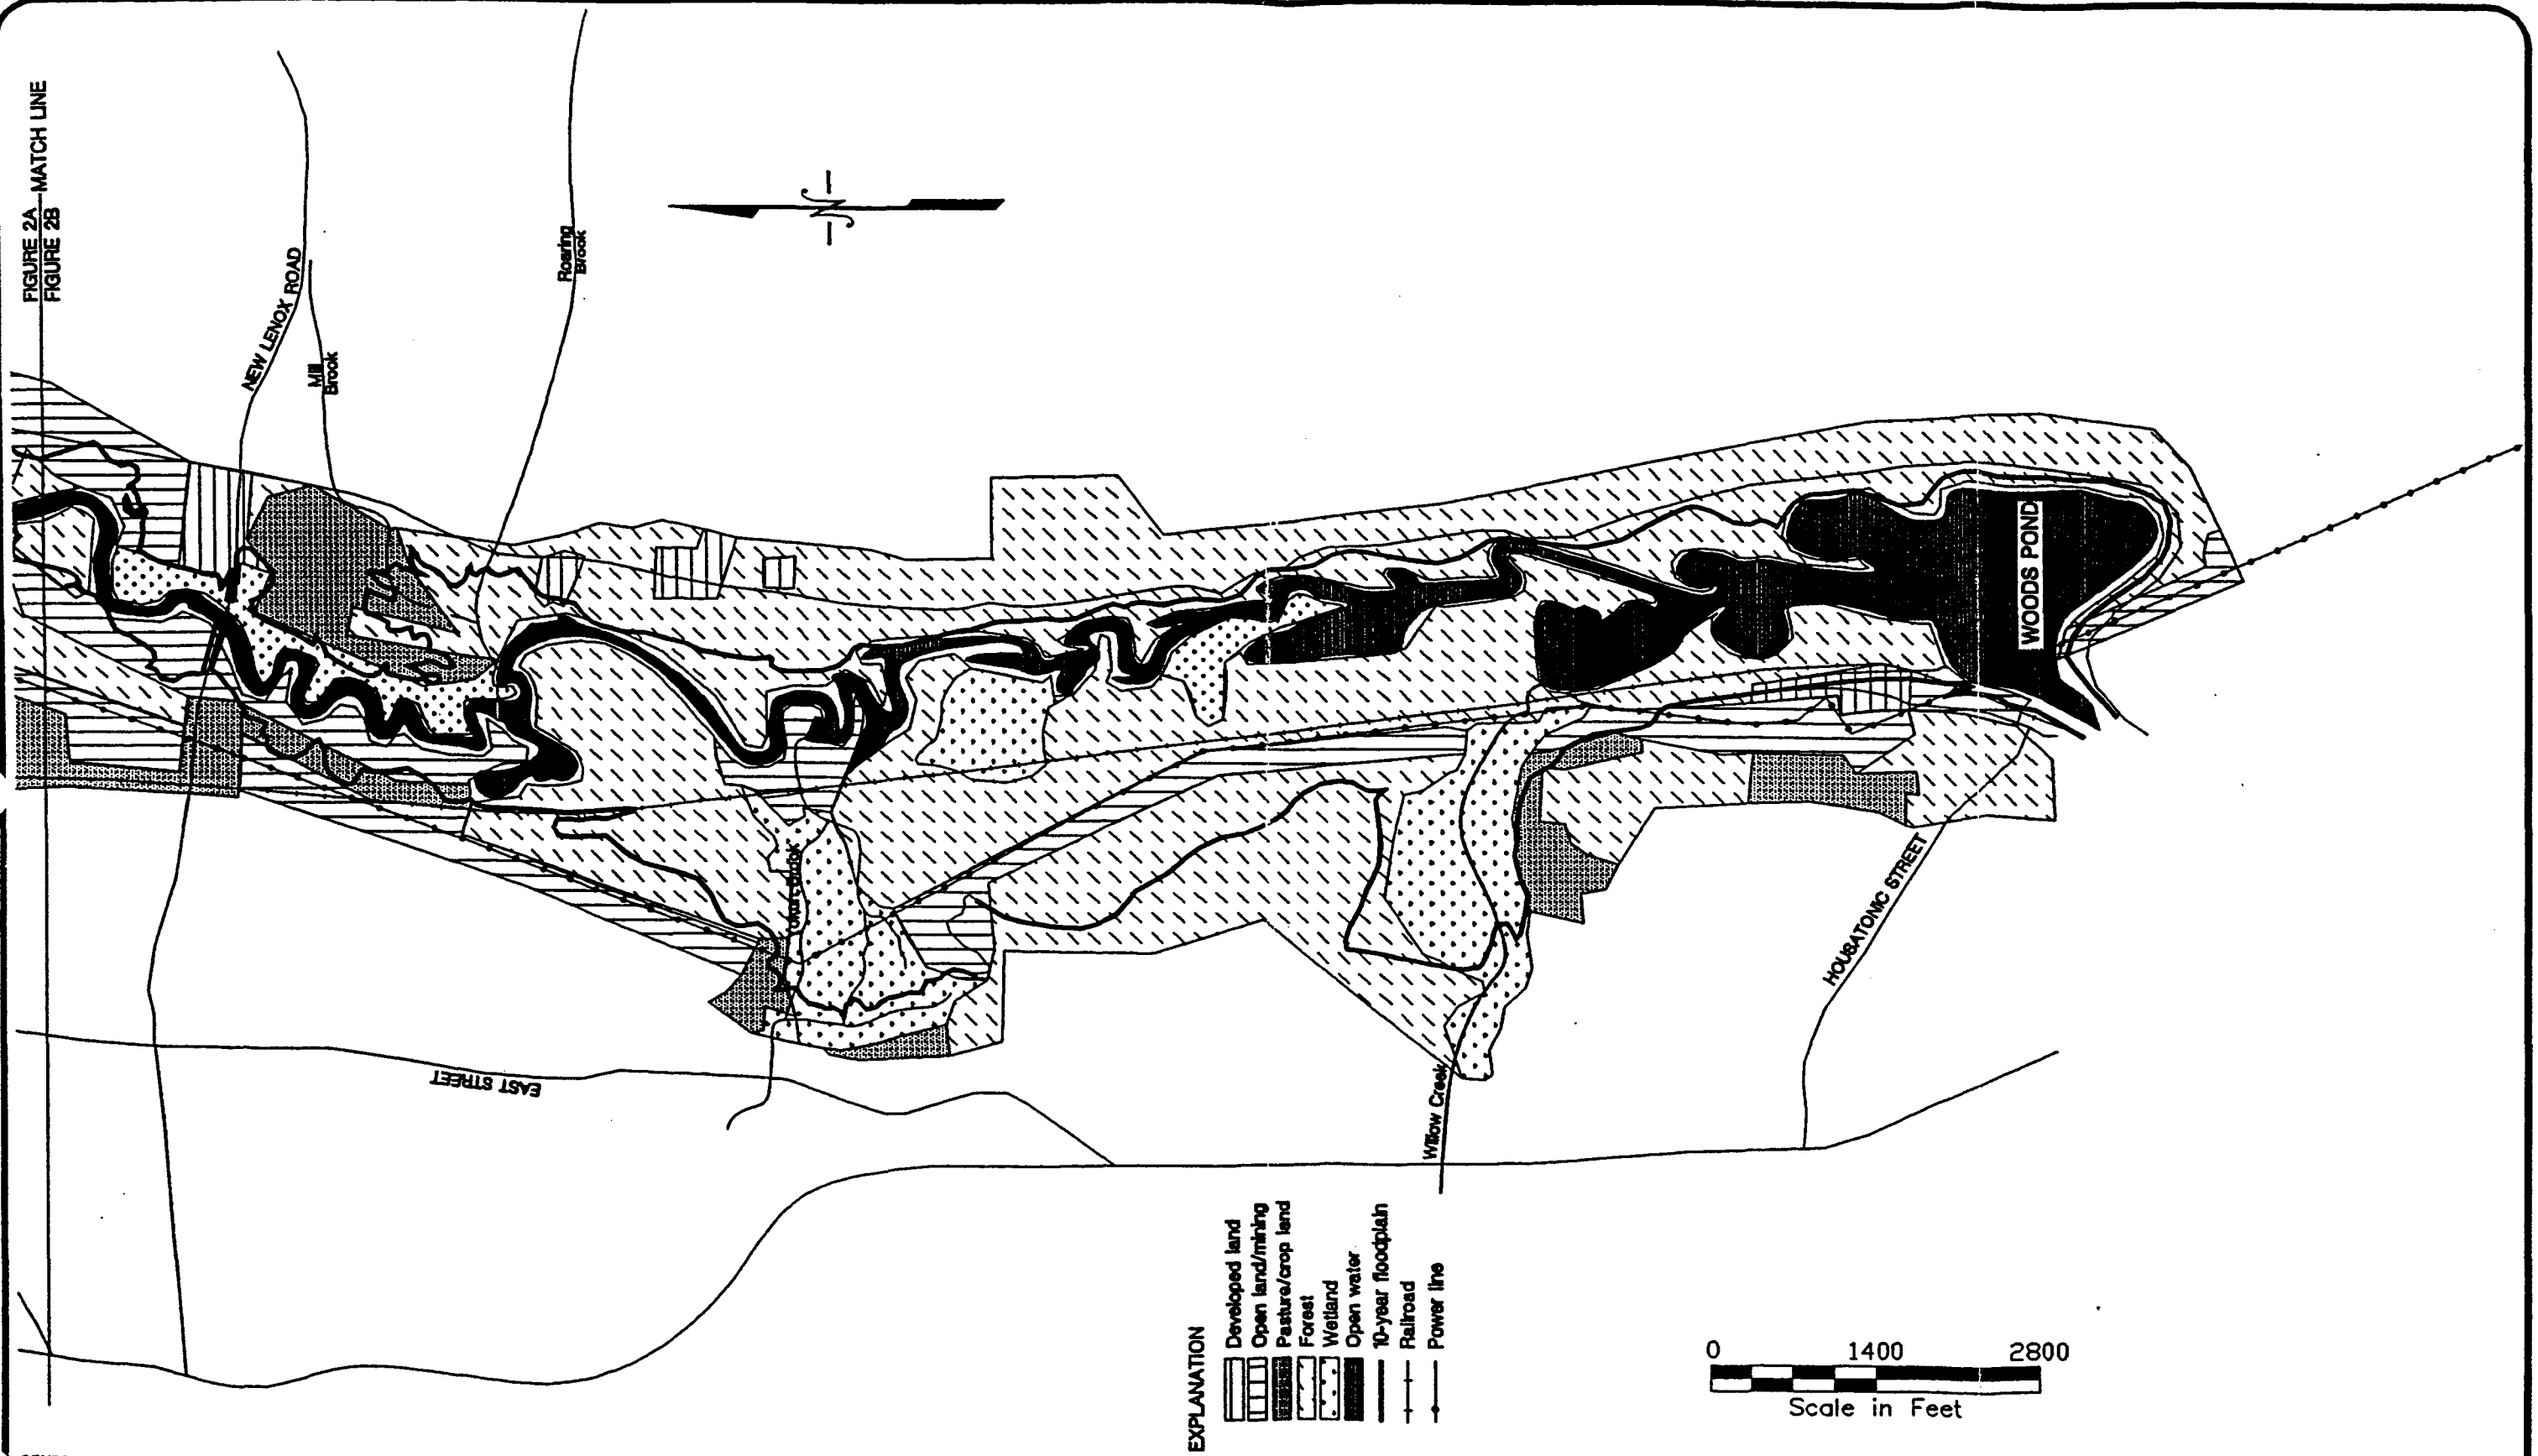 FIGURE 2A
MATCH LINE
FIGURE 2B
NEW LENOX ROAD
Mill
Brook
Roaring
Brook
WOODS POND
Brook
EAST STREET
HOUSATONIC STREET
Willow Creek
EXPLANATION
Developed land
Open land/mining
Pasture/crop land
Forest
Wetland
Open water
10-year floodplain
Railroad
Power line
0 1400 2800
Scale in Feet